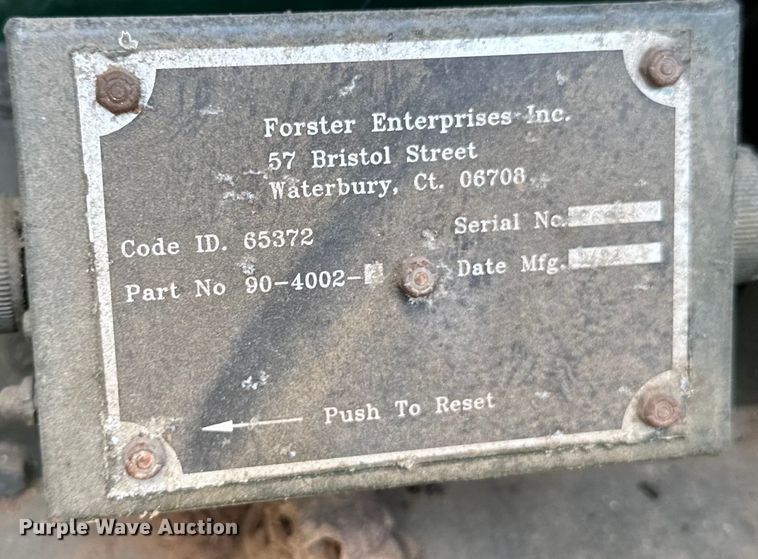 Forster Enterprises Inc.
57 Bristol Street
Waterbury, Ct. 06708
Code ID. 65372
Serial No.
Part No 90-4002-
Date Mfg.
Push To Reset
Purple Wave Auction